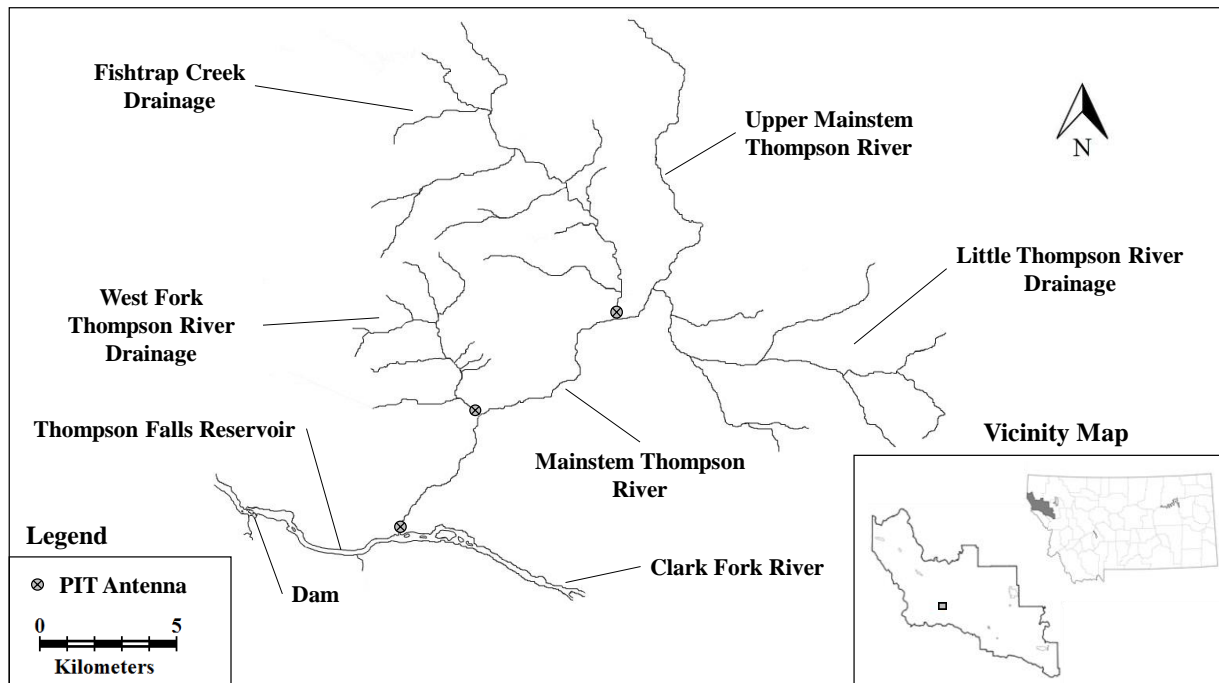 Fishtrap Creek
Drainage
Upper Mainstem
Thompson River
N
Little Thompson River
Drainage
West Fork
Thompson River
Drainage
Thompson Falls Reservoir
Mainstem Thompson
River
Vicinity Map
Legend
PIT Antenna
0 5
Kilometers
Dam
Clark Fork River